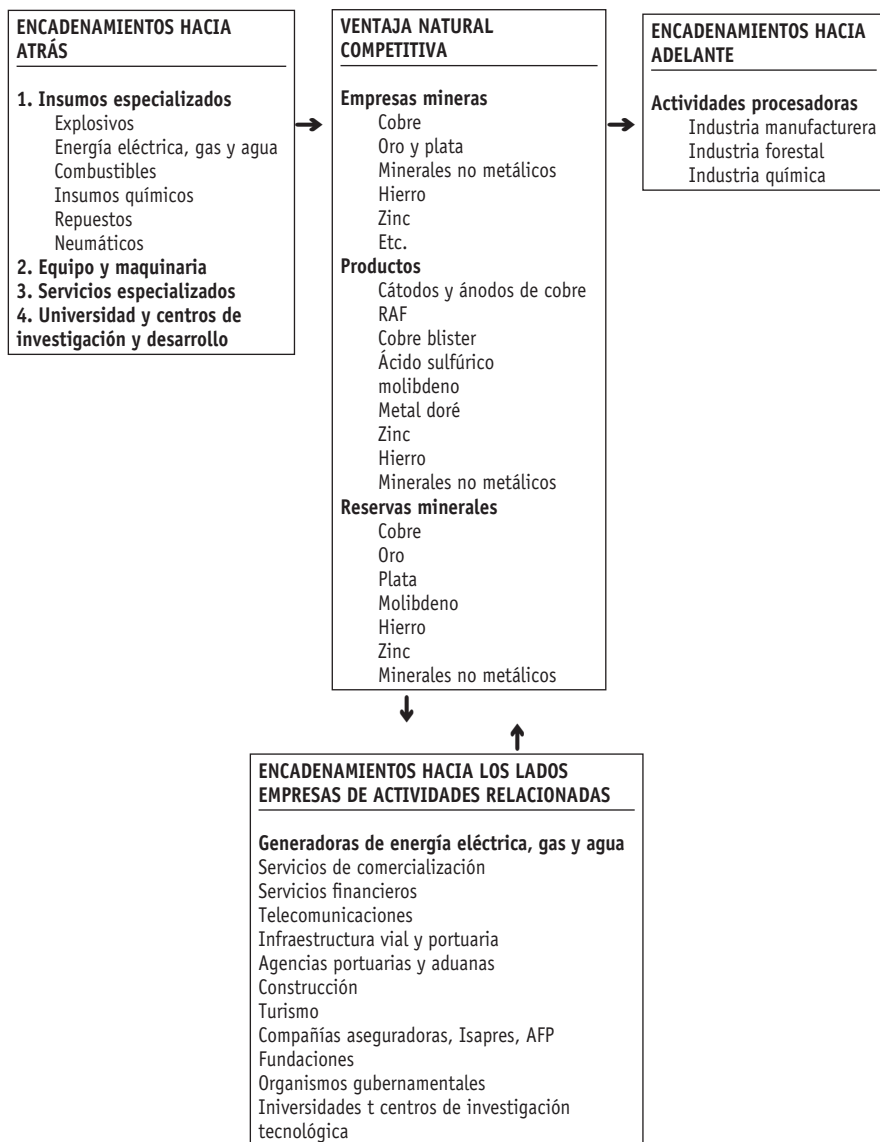 ENCADENAMIENTOS HACIA
ATRÁS
1. Insumos especializados
Explosivos
Energía eléctrica, gas y agua
Combustibles
Insumos químicos
Repuestos
Neumáticos
2. Equipo y maquinaria
3. Servicios especializados
4. Universidad y centros de
investigación y desarrollo
VENTAJA NATURAL
COMPETITIVA
Empresas mineras
Cobre
Oro y plata
Minerales no metálicos
Hierro
Zinc
Etc.
Productos
Cátodos y ánodos de cobre
RAF
Cobre blister
Ácido sulfúrico
molibdeno
Metal doré
Zinc
Hierro
Minerales no metálicos
Reservas minerales
Cobre
Oro
Plata
Molibdeno
Hierro
Zinc
Minerales no metálicos
ENCADENAMIENTOS HACIA
ADELANTE
Actividades procesadoras
Industria manufacturera
Industria forestal
Industria química
ENCADENAMIENTOS HACIA LOS LADOS
EMPRESAS DE ACTIVIDADES RELACIONADAS
Generadoras de energía eléctrica, gas y agua
Servicios de comercialización
Servicios financieros
Telecomunicaciones
Infraestructura vial y portuaria
Agencias portuarias y aduanas
Construcción
Turismo
Compañías aseguradoras, Isapres, AFP
Fundaciones
Organismos gubernamentales
Iniversidades t centros de investigación
tecnológica